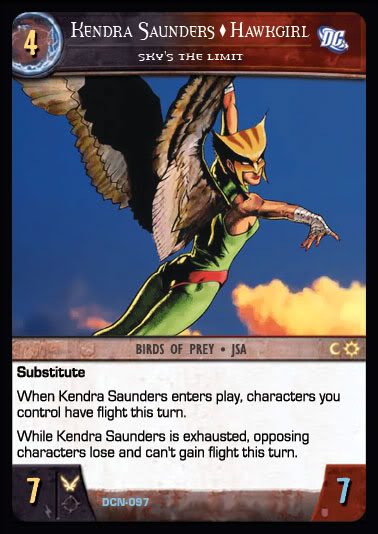 4
KENDRA SAUNDERS ♦ HAWKGIRL
SKY'S THE LIMIT
DC
BIRDS OF PREY • JSA
Substitute
When Kendra Saunders enters play, characters you
control have flight this turn.
While Kendra Saunders is exhausted, opposing
characters lose and can't gain flight this turn.
7
DCN-097
7